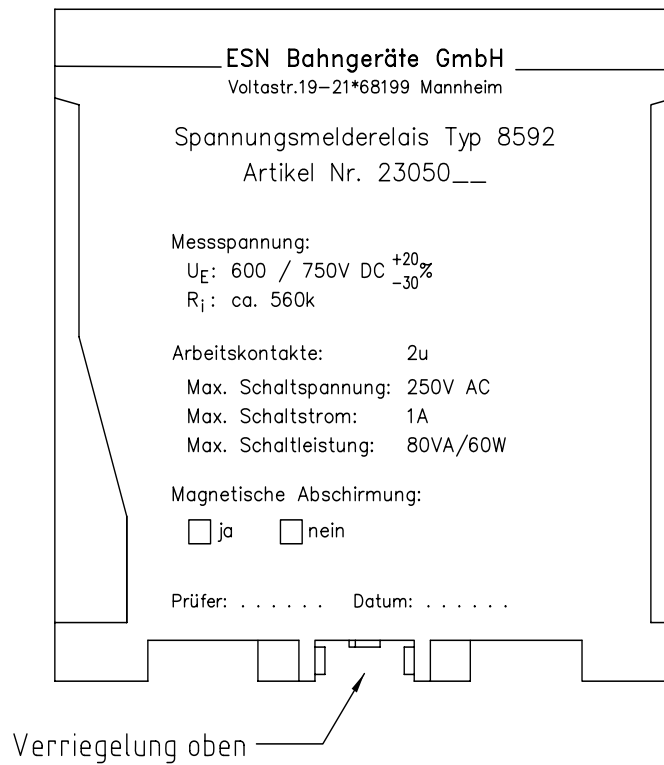 ESN Bahngeräte GmbH
Voltastr.19-21*68199 Mannheim
Spannungsmelderelais Typ 8592
Artikel Nr. 23050__
Messspannung:
UE: 600 / 750V DC +20 -30 %
Ri: ca. 560k
Arbeitskontakte: 2u
Max. Schaltspannung: 250V AC
Max. Schaltstrom: 1A
Max. Schaltleistung: 80VA/60W
Magnetische Abschirmung:
ja nein
Prüfer: . . . . . . Datum: . . . . . .
Verriegelung oben